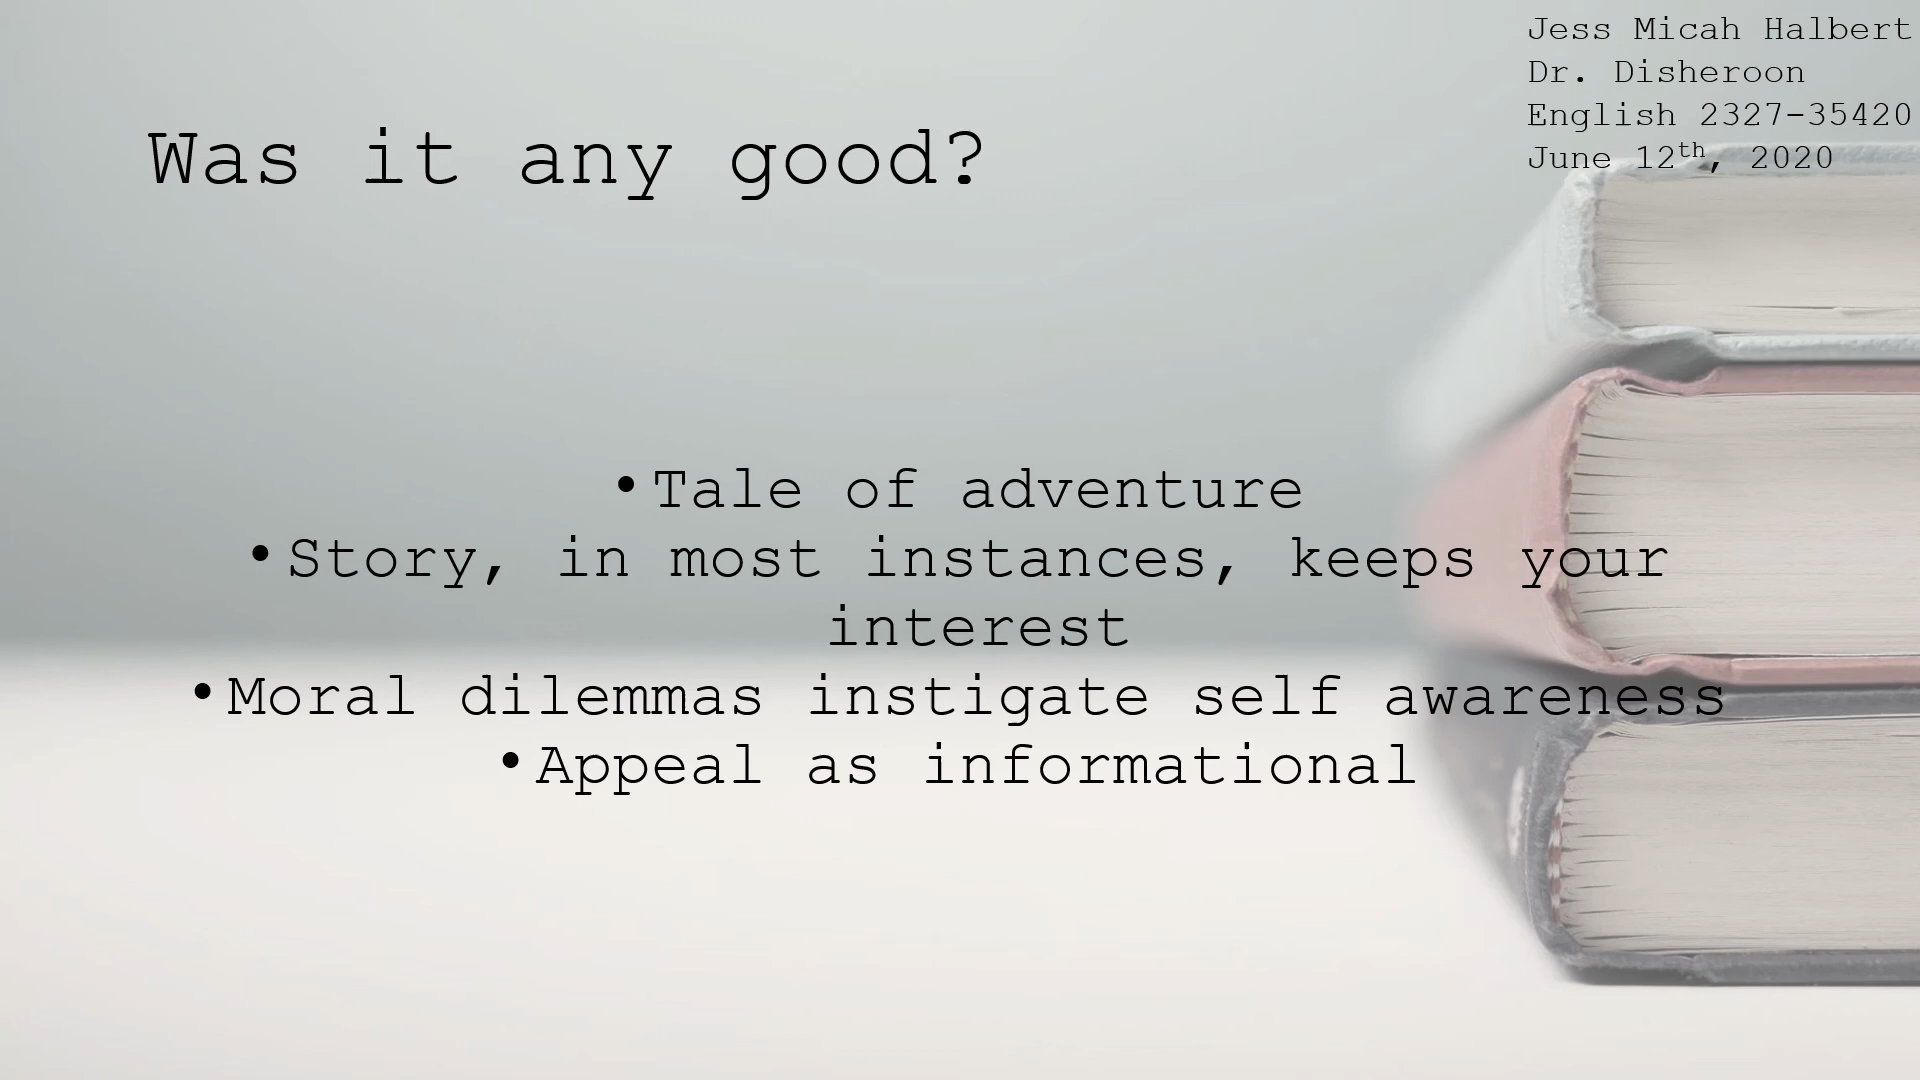 Jess Micah Halbert
Dr. Disheroon
English 2327-35420
June 12th, 2020
Was it any good?
•Tale of adventure
•Story, in most instances, keeps your
interest
•Moral dilemmas instigate self awareness
•Appeal as informational